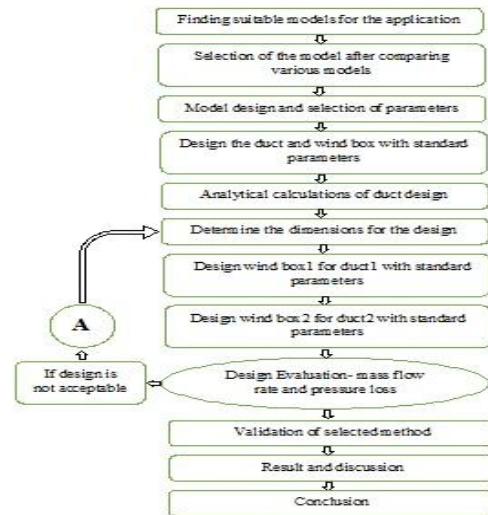 Finding suitable models for the application
Selection of the model after comparing
various models
Model design and selection of parameters
Design the duct and wind box with standard
parameters
Analytical calculations of duct design
Determine the dimensions for the design
Design wind box1 for duct1 with standard
parameters
Design wind box2 for duct2 with standard
parameters
A
If design is
not acceptable
Design Evaluation- mass flow
rate and pressure loss
Validation of selected method
Result and discussion
Conclusion